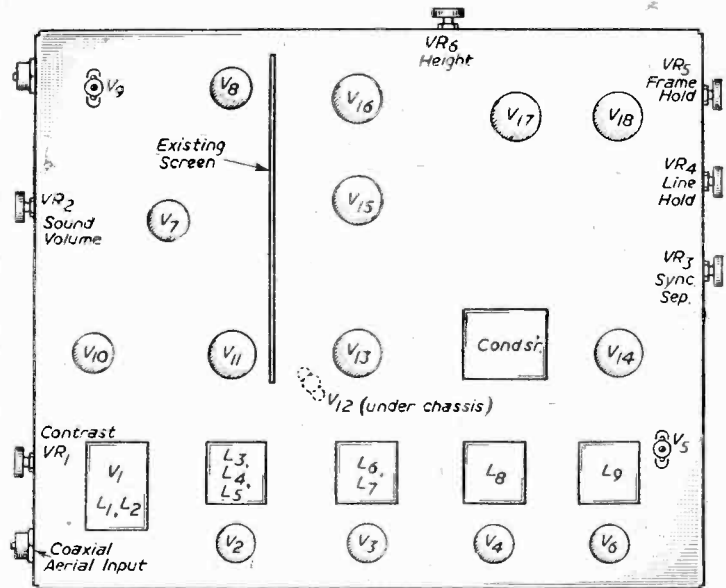 VR6
Height
VR5
Frame
Hold
V9
V8
V16
V17
V18
Existing
Screen
VR4
Line
Hold
VR2
Sound
Volume
V7
V15
VR3
Sync.
Sep.
V10
V11
V13
Condsr.
V14
V12 (under chassis)
Contrast
VR1
V1
L1, L2
L3,
L4,
L5
L6,
L7
L8
L9
V5
V2
V3
V4
V6
Coaxial
Aerial Input